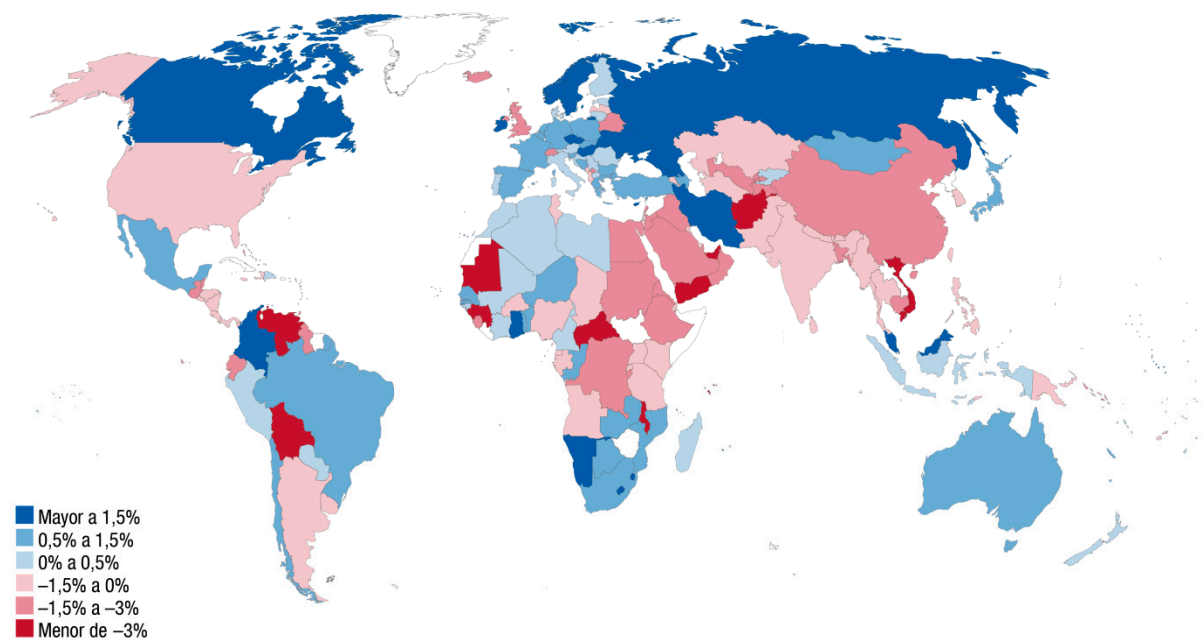 Mayor a 1,5%
0,5% a 1,5%
0% a 0,5%
–1,5% a 0%
–1,5% a –3%
Menor de –3%